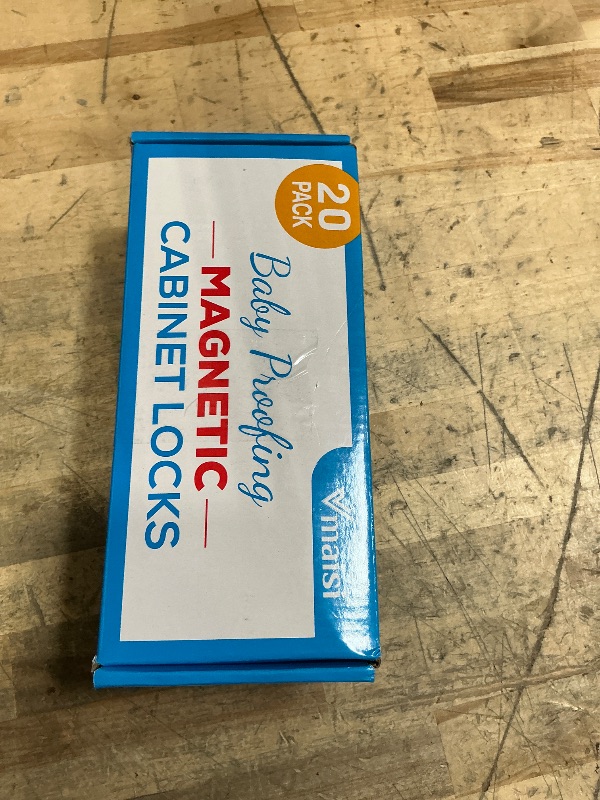 20
PACK
Vmaisi
Baby Proofing
MAGNETIC
CABINET LOCKS